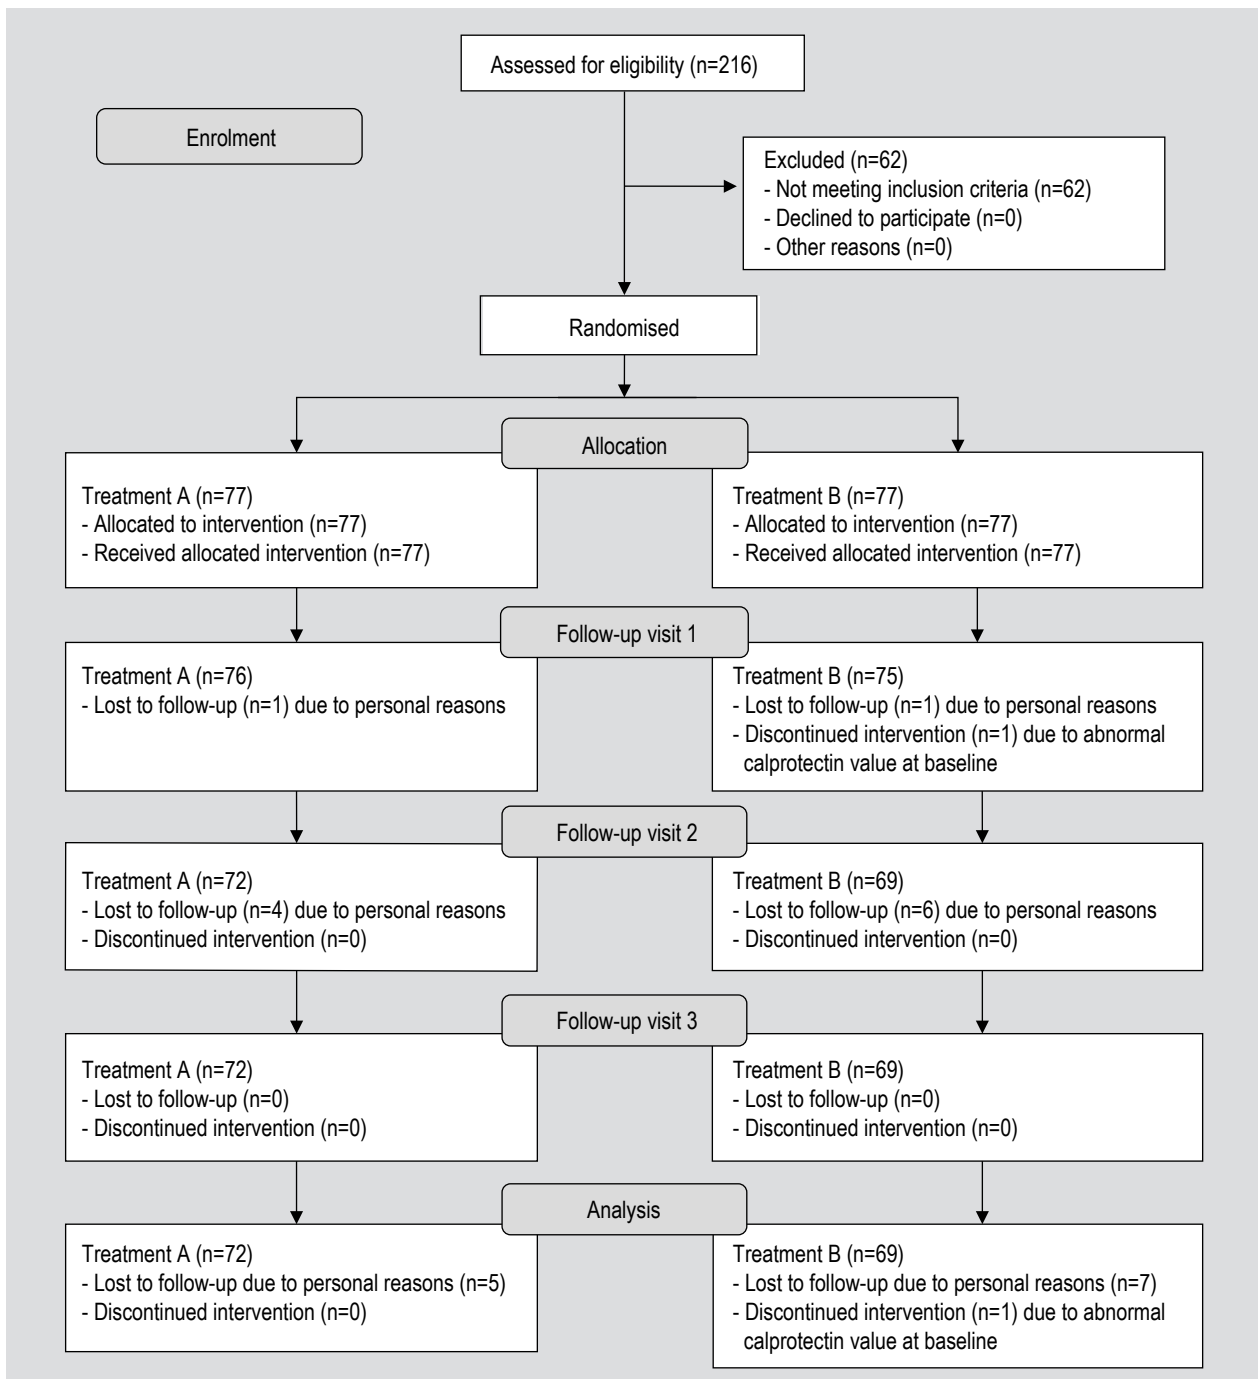 Assessed for eligibility (n=216)
Enrolment
Excluded (n=62)
- Not meeting inclusion criteria (n=62)
- Declined to participate (n=0)
- Other reasons (n=0)
Randomised
Allocation
Treatment A (n=77)
- Allocated to intervention (n=77)
- Received allocated intervention (n=77)
Treatment B (n=77)
- Allocated to intervention (n=77)
- Received allocated intervention (n=77)
Follow-up visit 1
Treatment A (n=76)
- Lost to follow-up (n=1) due to personal reasons
Treatment B (n=75)
- Lost to follow-up (n=1) due to personal reasons
- Discontinued intervention (n=1) due to abnormal
calprotectin value at baseline
Follow-up visit 2
Treatment A (n=72)
- Lost to follow-up (n=4) due to personal reasons
- Discontinued intervention (n=0)
Treatment B (n=69)
- Lost to follow-up (n=6) due to personal reasons
- Discontinued intervention (n=0)
Follow-up visit 3
Treatment A (n=72)
- Lost to follow-up (n=0)
- Discontinued intervention (n=0)
Treatment B (n=69)
- Lost to follow-up (n=0)
- Discontinued intervention (n=0)
Analysis
Treatment A (n=72)
- Lost to follow-up due to personal reasons (n=5)
- Discontinued intervention (n=0)
Treatment B (n=69)
- Lost to follow-up due to personal reasons (n=7)
- Discontinued intervention (n=1) due to abnormal
calprotectin value at baseline